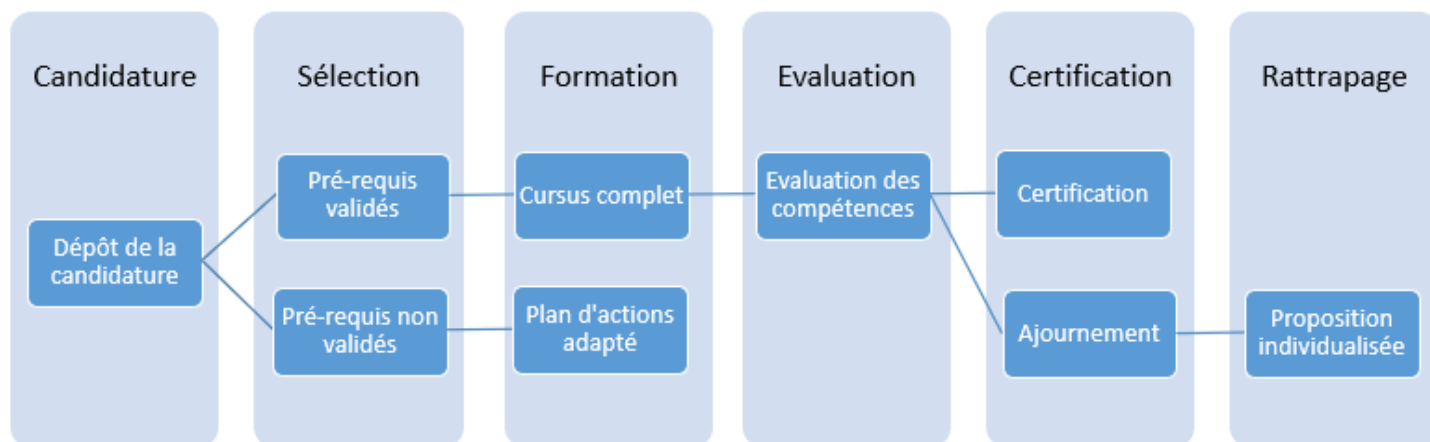 Candidature
Sélection
Formation
Evaluation
Certification
Rattrapage
Dépôt de la
candidature
Pré-requis
validés
Pré-requis non
validés
Cursus complet
Plan d'actions
adapté
Evaluation des
compétences
Certification
Ajournement
Proposition
individualisée